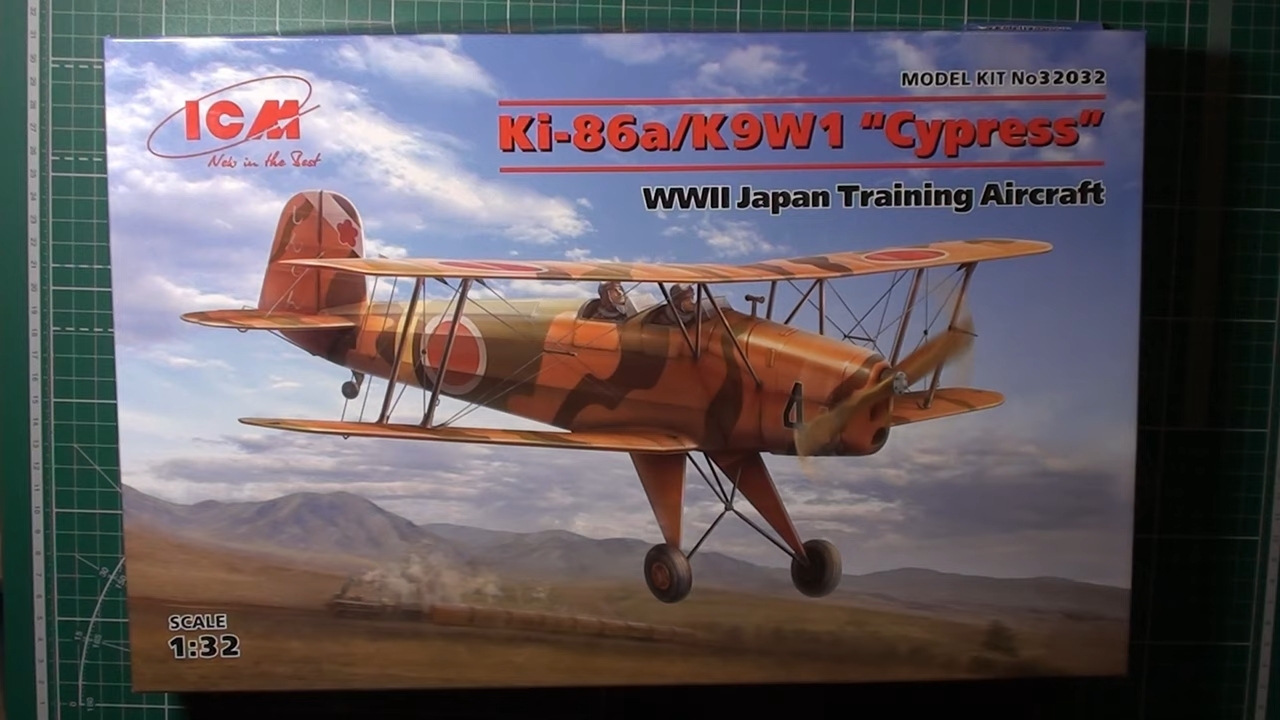 MODEL KIT No32032
ICM
New in the Best
Ki-86a/K9W1 "Cypress"
WWII Japan Training Aircraft
4
SCALE
1:32